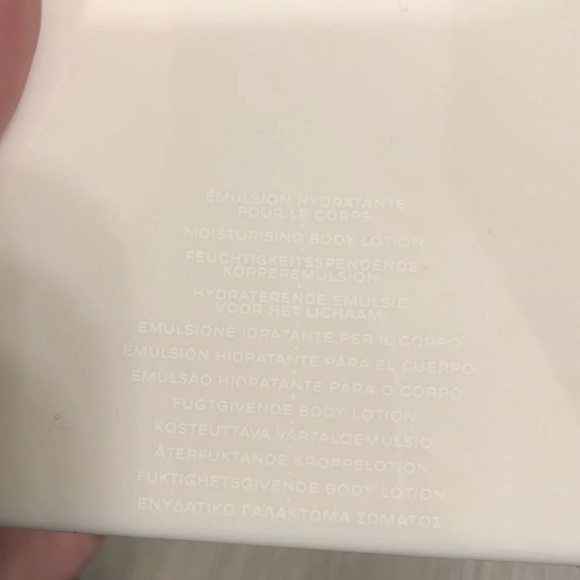 ÉMULSION HYDRATANTE
POUR LE CORPS
MOISTURISING BODY LOTION
FEUCHTIGKEITSSPENDENDE
KÖPPEREMULSION
HYDRATERENDE EMULSIE
VOOR HET LICHAAM
EMULSIONE IDRATANTE PER IL CORPO
EMULSIÓN HIDRATANTE PARA EL CUERPO
EMULSÃO HIDRATANTE PARA O CORPO
FUGTGIVENDE BODY LOTION
KOSTEUTTAVA VARTALOEMULSIO
ÅTERFUKTANDE KROPPSLOTION
FUKTIGHETSGIVENDE BODY LOTION
ΕΝΥΔΑΤΙΚΟ ΓΑΛΑΚΤΩΜΑ ΣΩΜΑΤΟΣ